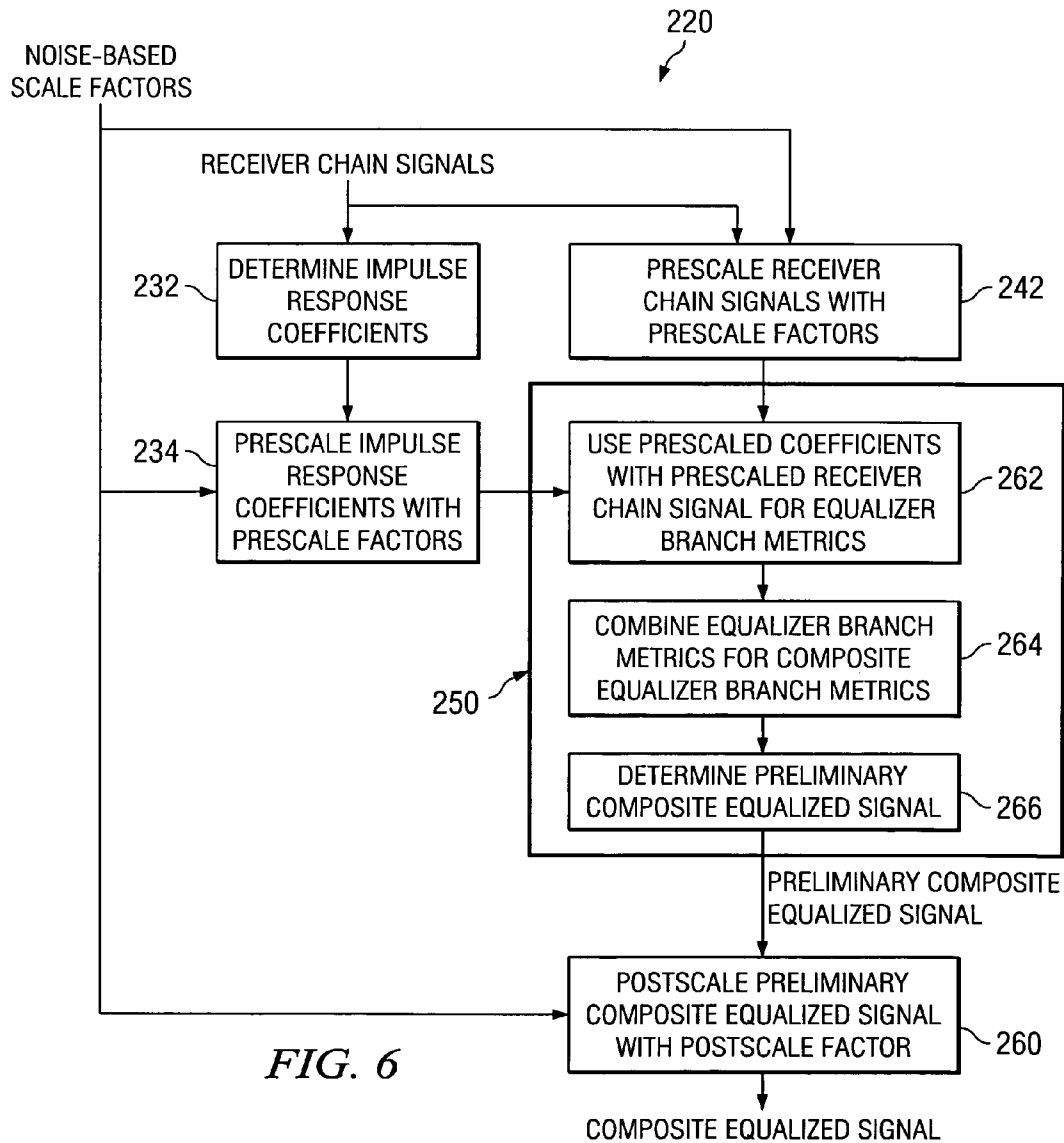 220
NOISE-BASED
SCALE FACTORS
RECEIVER CHAIN SIGNALS
232
DETERMINE IMPULSE
RESPONSE
COEFFICIENTS
PRESCALE RECEIVER
CHAIN SIGNALS WITH
PRESCALE FACTORS
242
234
PRESCALE IMPULSE
RESPONSE
COEFFICIENTS WITH
PRESCALE FACTORS
USE PRESCALED COEFFICIENTS
WITH PRESCALED RECEIVER
CHAIN SIGNAL FOR EQUALIZER
BRANCH METRICS
262
COMBINE EQUALIZER BRANCH
METRICS FOR COMPOSITE
EQUALIZER BRANCH METRICS
264
250
DETERMINE PRELIMINARY
COMPOSITE EQUALIZED SIGNAL
266
PRELIMINARY COMPOSITE
EQUALIZED SIGNAL
POSTSCALE PRELIMINARY
COMPOSITE EQUALIZED SIGNAL
WITH POSTSCALE FACTOR
260
FIG. 6
COMPOSITE EQUALIZED SIGNAL